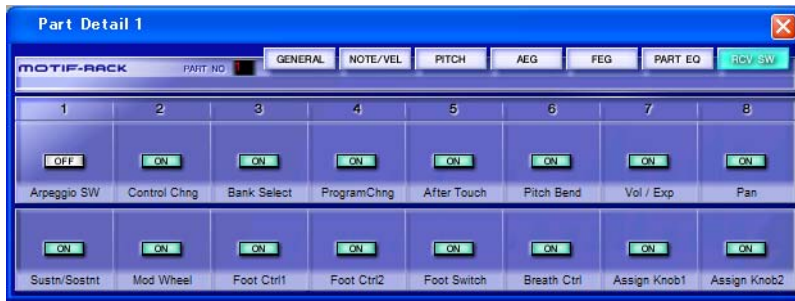 Part Detail 1
MOTIF-RACK PART NO 1 GENERAL NOTE/VEL PITCH AEG FEG PART EQ RCV SW
1 2 3 4 5 6 7 8
OFF ON ON ON ON ON ON ON
Arpeggio SW Control Chng Bank Select ProgramChng After Touch Pitch Bend Vol / Exp Pan
ON ON ON ON ON ON ON ON
Sustn/Sostnt Mod Wheel Foot Ctrl1 Foot Ctrl2 Foot Switch Breath Ctrl Assign Knob1 Assign Knob2